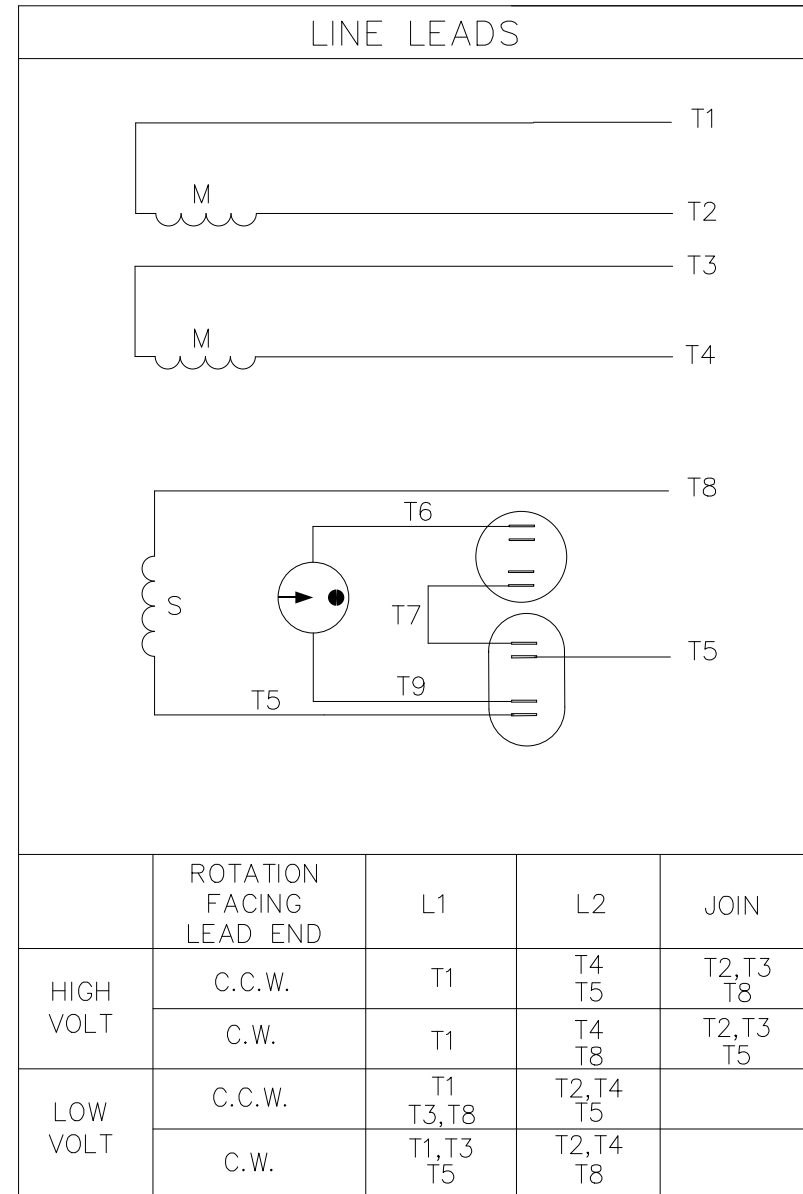 LINE LEADS
T1
M
T2
T3
M
T4
T8
T6
S
T7
T5
T9
T5
ROTATION
FACING
LEAD END
L1
L2
JOIN
HIGH
VOLT
C.C.W.
T1
T4
T5
T2,T3
T8
C.W.
T1
T4
T8
T2,T3
T5
LOW
VOLT
C.C.W.
T1
T3,T8
T2,T4
T5
C.W.
T1,T3
T5
T2,T4
T8